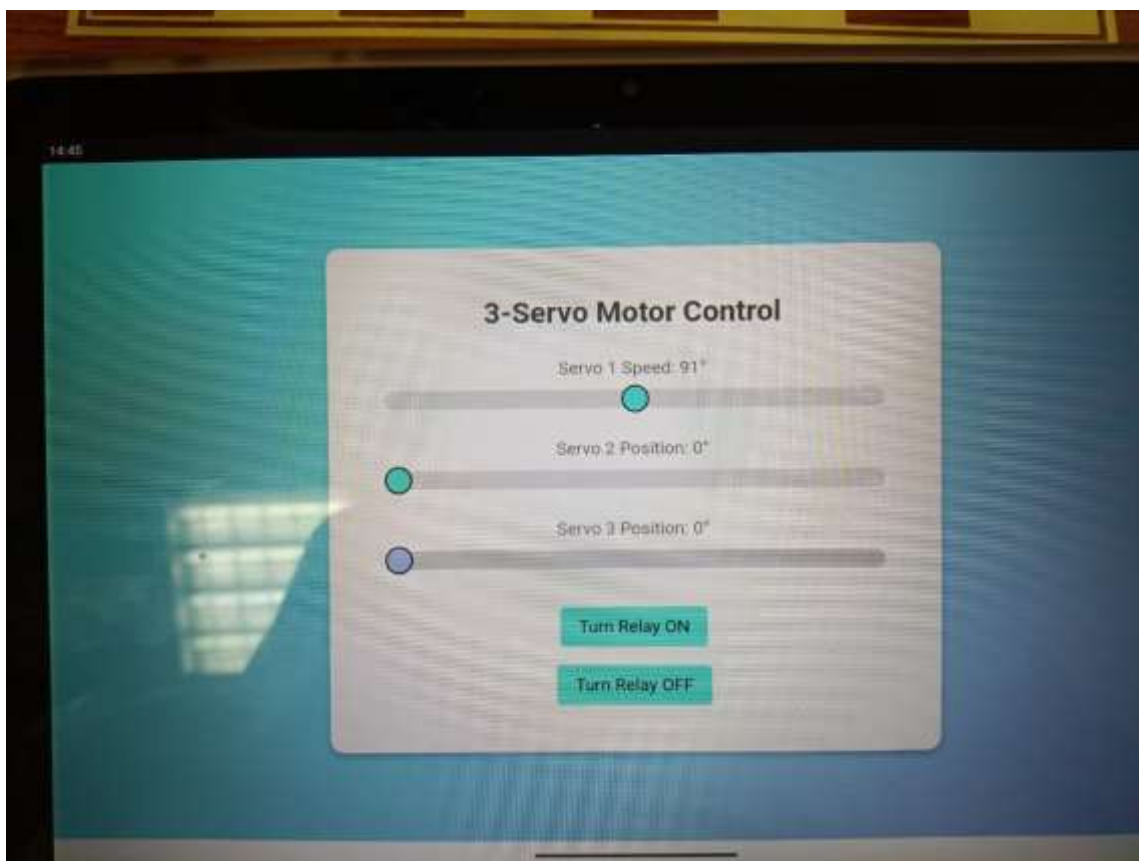 14:45
3-Servo Motor Control
Servo 1 Speed: 91°
Servo 2 Position: 0°
Servo 3 Position: 0°
Turn Relay ON
Turn Relay OFF